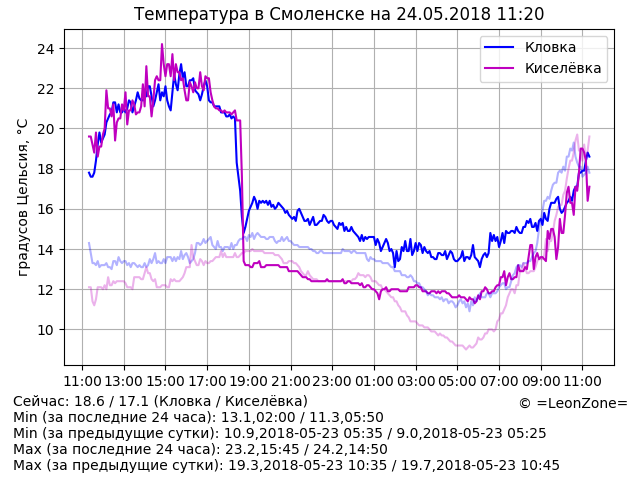 Температура в Смоленске на 24.05.2018 11:20
Кловка
Киселёвка
градусов Цельсия, °C
24
22
20
18
16
14
12
10
11:00 13:00 15:00 17:00 19:00 21:00 23:00 01:00 03:00 05:00 07:00 09:00 11:00
Сейчас: 18.6 / 17.1 (Кловка / Киселёвка)
© =LeonZone=
Min (за последние 24 часа): 13.1,02:00 / 11.3,05:50
Min (за предыдущие сутки): 10.9,2018-05-23 05:35 / 9.0,2018-05-23 05:25
Max (за последние 24 часа): 23.2,15:45 / 24.2,14:50
Max (за предыдущие сутки): 19.3,2018-05-23 10:35 / 19.7,2018-05-23 10:45